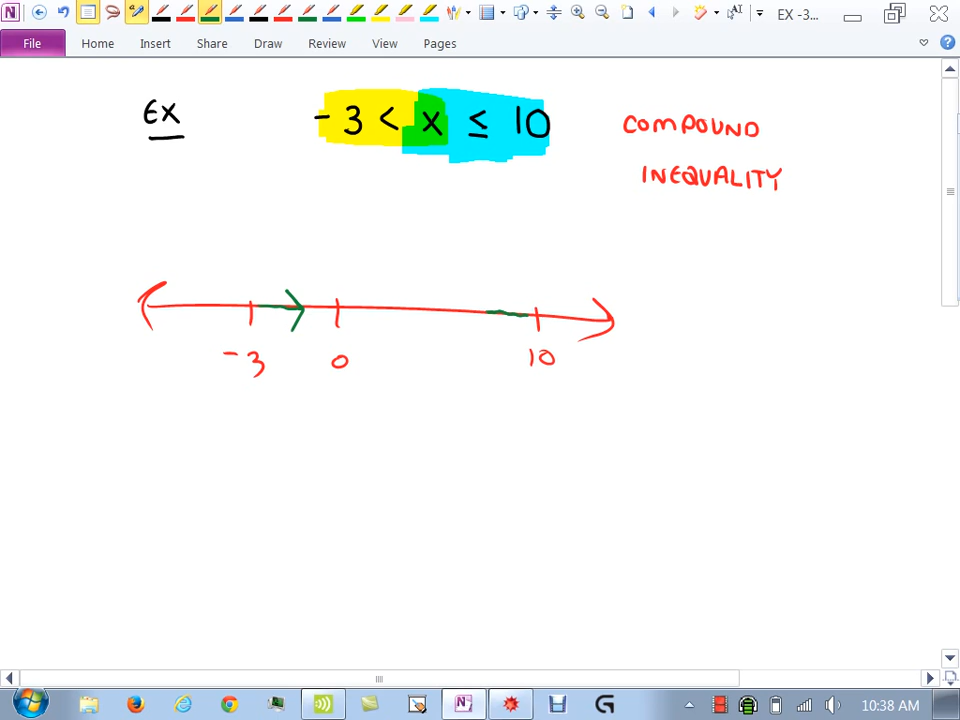 EX -3...
File Home Insert Share Draw Review View Pages
EX -3 < x ≤ 10 COMPOUND
INEQUALITY
-3 0 10
10:38 AM